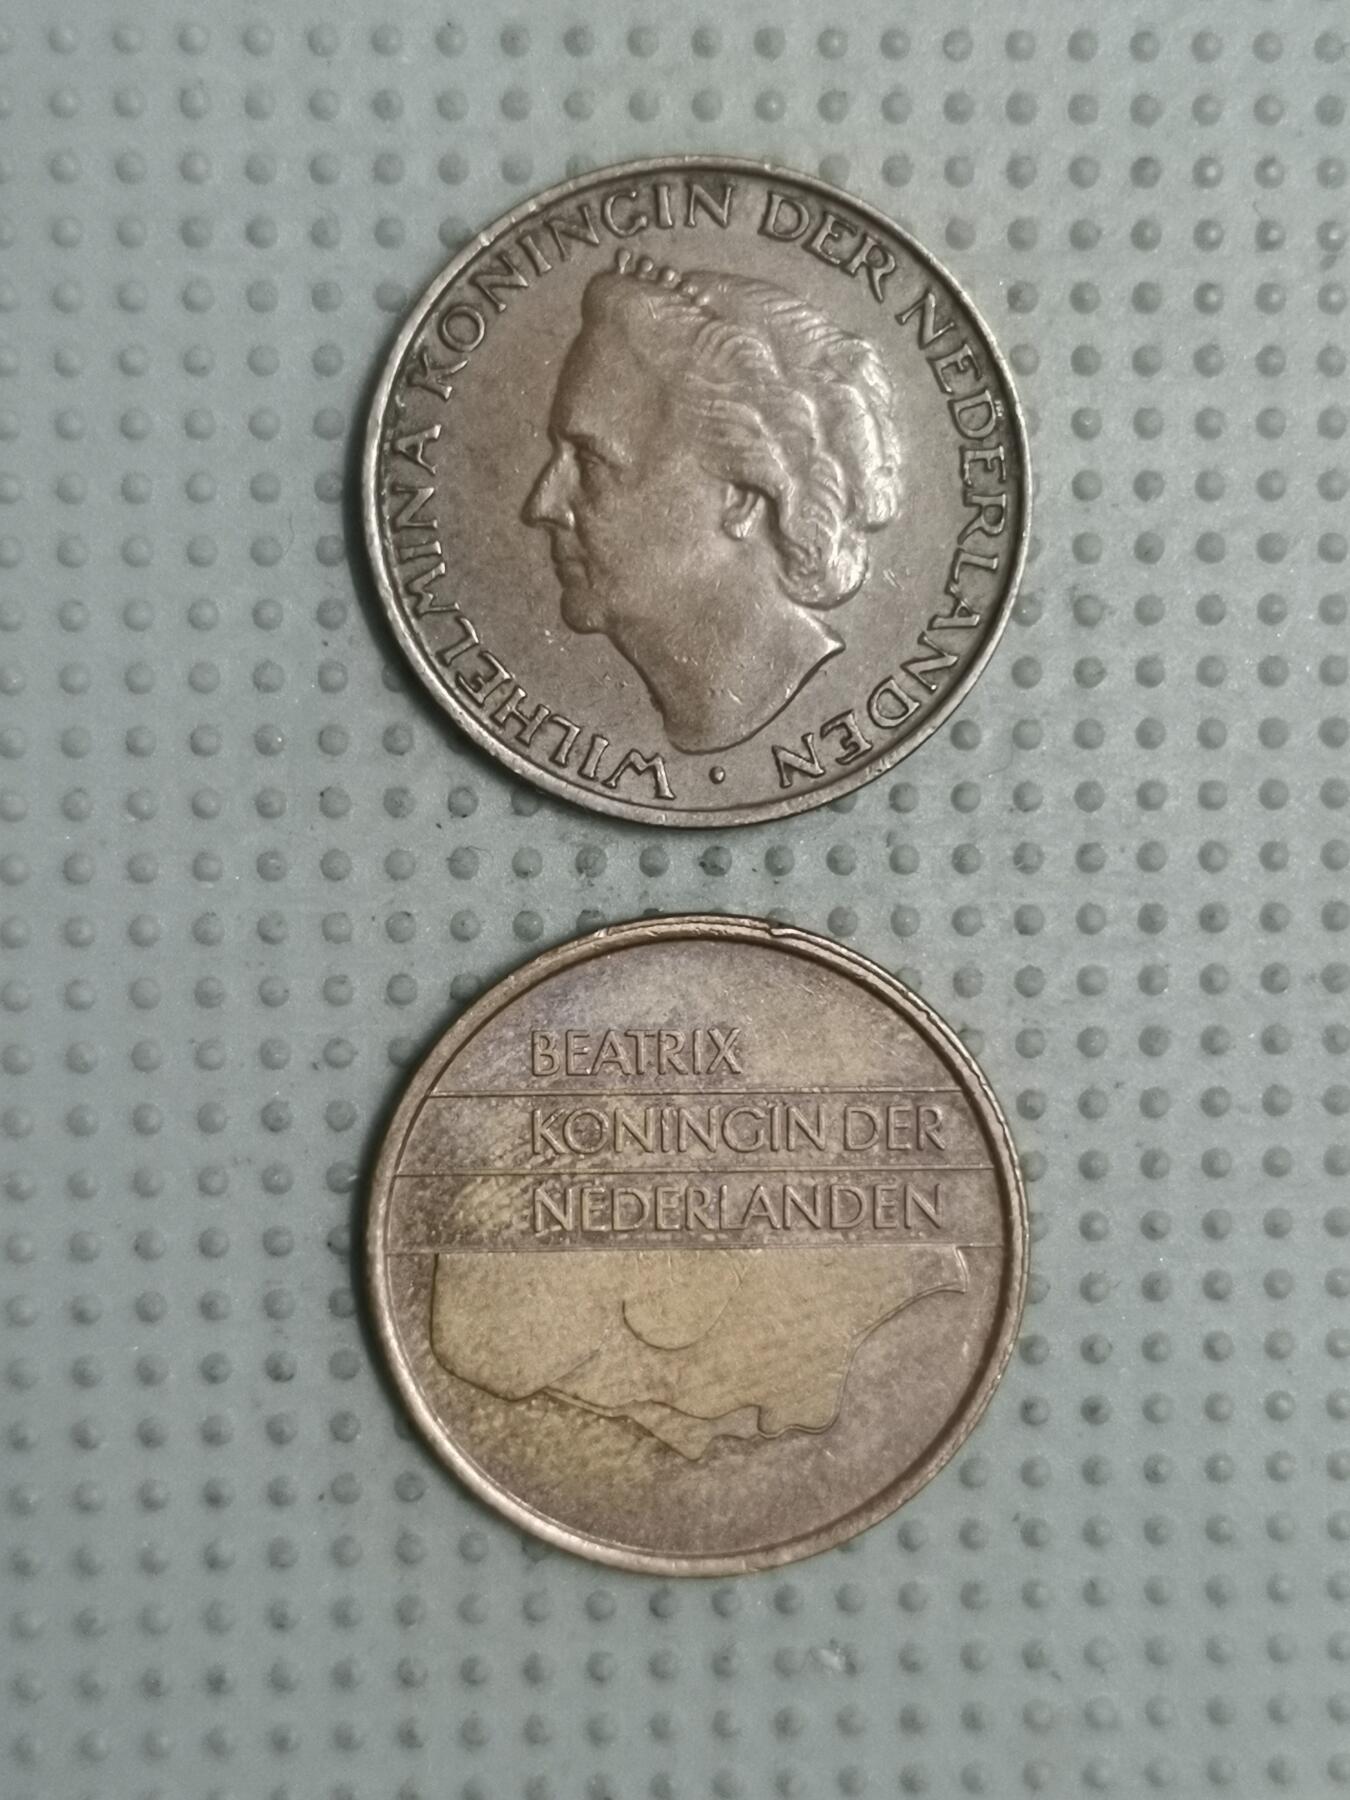 WILHELMINA KONINGIN DER NEDERLANDEN •
BEATRIX
KONINGIN DER
NEDERLANDEN